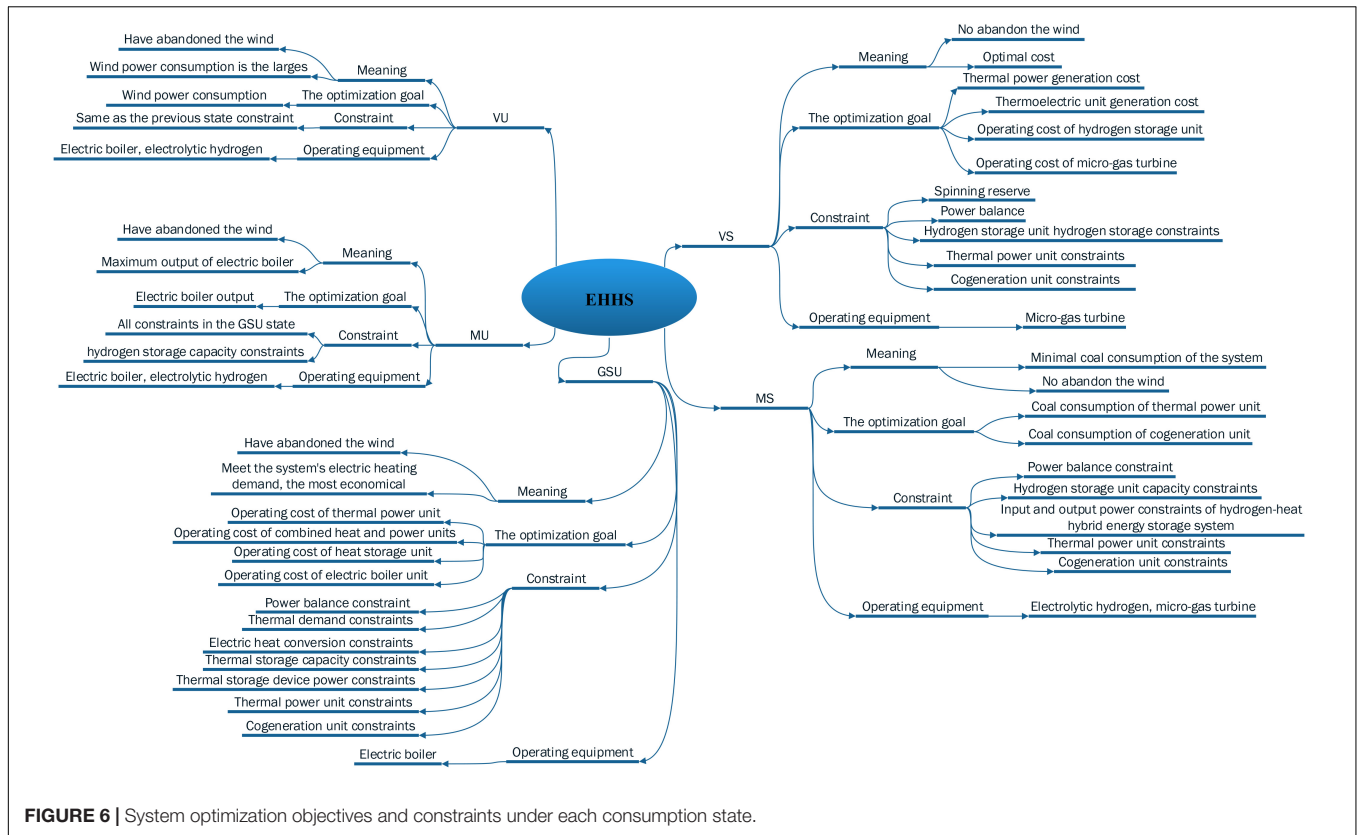 Have abandoned the wind
Wind power consumption is the larges
Meaning
Wind power consumption
The optimization goal
Same as the previous state constraint
Constraint
Electric boiler, electrolytic hydrogen
Operating equipment
VU
Have abandoned the wind
Maximum output of electric boiler
Meaning
Electric boiler output
The optimization goal
All constraints in the GSU state
hydrogen storage capacity constraints
Constraint
Electric boiler, electrolytic hydrogen
Operating equipment
MU
EHHS
GSU
Have abandoned the wind
Meet the system's electric heating
demand, the most economical
Meaning
Operating cost of thermal power unit
Operating cost of combined heat and power units
Operating cost of heat storage unit
Operating cost of electric boiler unit
The optimization goal
Constraint
Power balance constraint
Thermal demand constraints
Electric heat conversion constraints
Thermal storage capacity constraints
Thermal storage device power constraints
Thermal power unit constraints
Cogeneration unit constraints
Electric boiler
Operating equipment
VS
Meaning
No abandon the wind
Optimal cost
The optimization goal
Thermal power generation cost
Thermoelectric unit generation cost
Operating cost of hydrogen storage unit
Operating cost of micro-gas turbine
Constraint
Spinning reserve
Power balance
Hydrogen storage unit hydrogen storage constraints
Thermal power unit constraints
Cogeneration unit constraints
Operating equipment
Micro-gas turbine
MS
Meaning
Minimal coal consumption of the system
No abandon the wind
The optimization goal
Coal consumption of thermal power unit
Coal consumption of cogeneration unit
Constraint
Power balance constraint
Hydrogen storage unit capacity constraints
Input and output power constraints of hydrogen-heat
hybrid energy storage system
Thermal power unit constraints
Cogeneration unit constraints
Operating equipment
Electrolytic hydrogen, micro-gas turbine
FIGURE 6 | System optimization objectives and constraints under each consumption state.